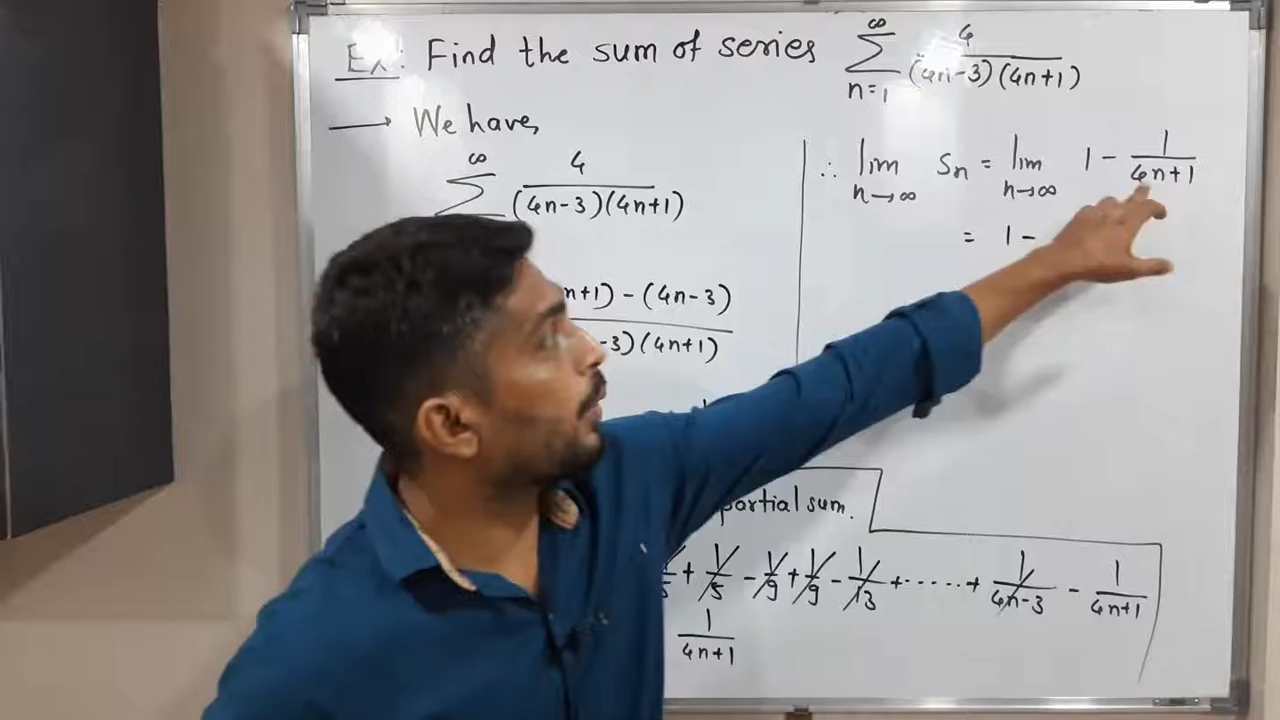 Ex: Find the sum of series ∞∑n=1 4/((4n-3)(4n+1))
→ We have,
∞∑ 4/((4n-3)(4n+1))
n+1) - (4n-3)
-3)(4n+1)
partial sum.
+ 1/5 - 1/9 + 1/9 - 1/13 + ...... + 1/(4n-3) - 1/(4n+1)
1/(4n+1)
∴ lim n→∞ Sn = lim n→∞ 1 - 1/(4n+1)
= 1 -